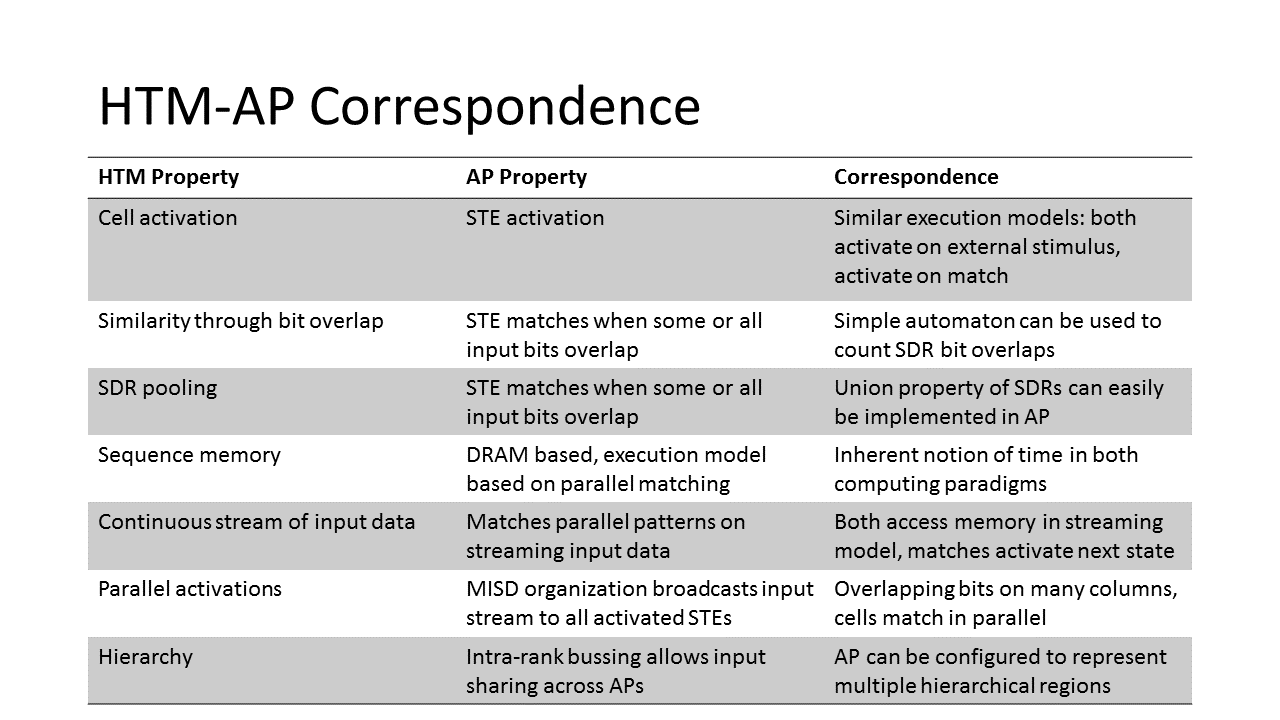 HTM-AP Correspondence
HTM Property
AP Property
Correspondence
Cell activation
STE activation
Similar execution models: both
activate on external stimulus,
activate on match
Similarity through bit overlap
STE matches when some or all
input bits overlap
Simple automaton can be used to
count SDR bit overlaps
SDR pooling
STE matches when some or all
input bits overlap
Union property of SDRs can easily
be implemented in AP
Sequence memory
DRAM based, execution model
based on parallel matching
Inherent notion of time in both
computing paradigms
Continuous stream of input data
Matches parallel patterns on
streaming input data
Both access memory in streaming
model, matches activate next state
Parallel activations
MISD organization broadcasts input
stream to all activated STEs
Overlapping bits on many columns,
cells match in parallel
Hierarchy
Intra-rank bussing allows input
sharing across APs
AP can be configured to represent
multiple hierarchical regions